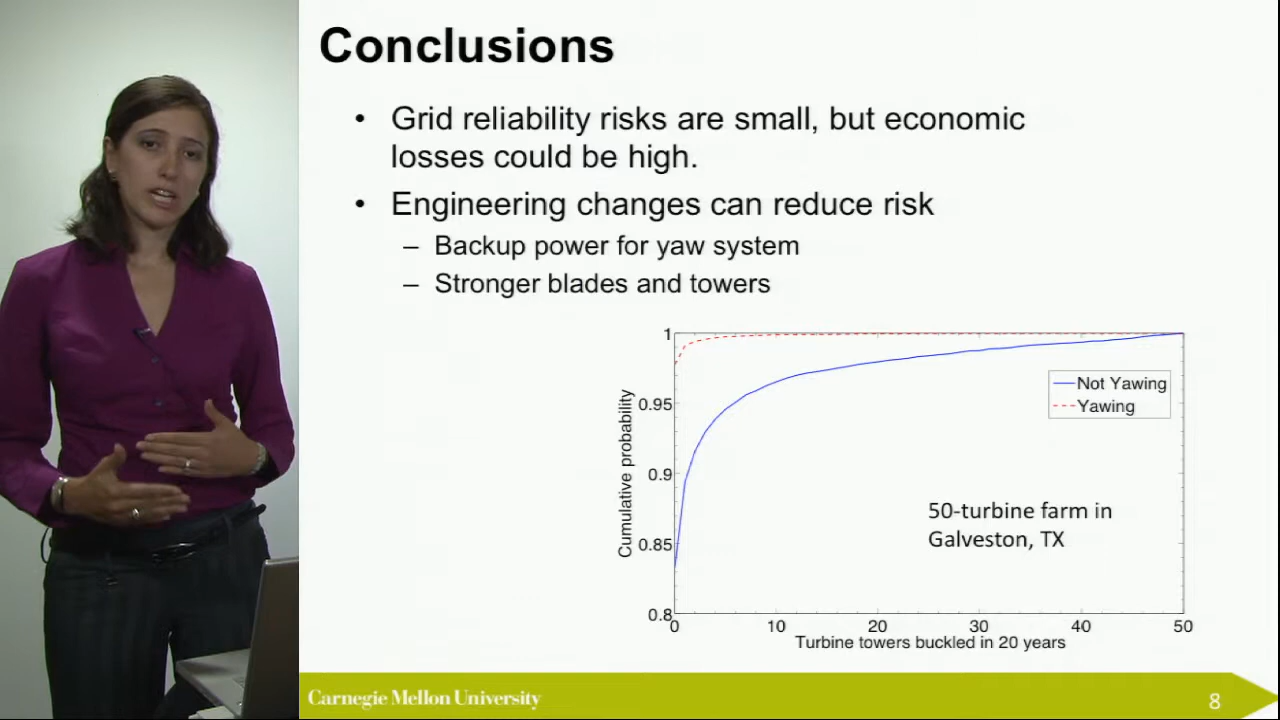 Conclusions
• Grid reliability risks are small, but economic
losses could be high.
• Engineering changes can reduce risk
– Backup power for yaw system
– Stronger blades and towers
1
0.95
0.9
0.85
0.8
Cumulative probability
Not Yawing
Yawing
50-turbine farm in
Galveston, TX
0 10 20 30 40 50
Turbine towers buckled in 20 years
Carnegie Mellon University
8